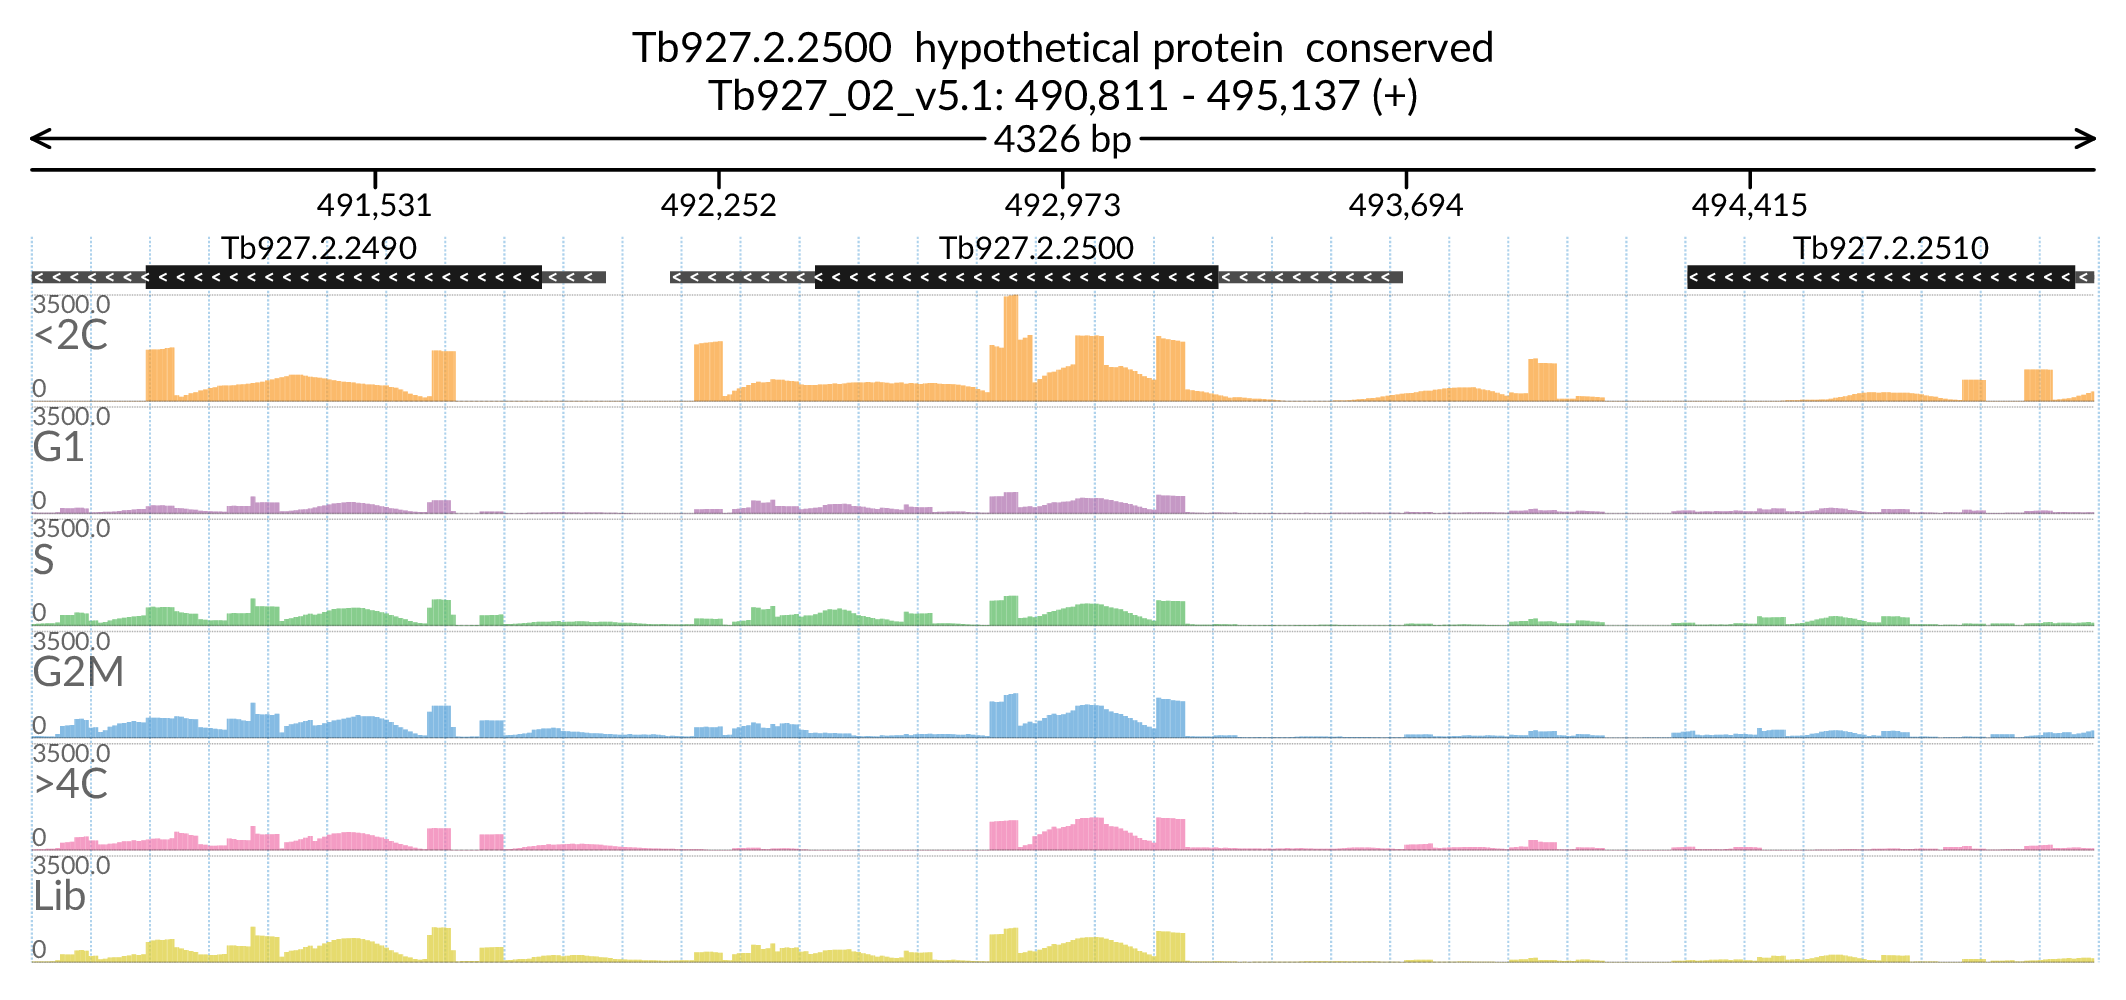 Tb927.2.2500  hypothetical protein  conserved
Tb927_02_v5.1: 490,811 - 495,137 (+)
4326 bp
491,531 492,252 492,973 493,694 494,415
Tb927.2.2490 Tb927.2.2500 Tb927.2.2510
3500.0
<2C
0
3500.0
G1
0
3500.0
S
0
3500.0
G2M
0
3500.0
>4C
0
3500.0
Lib
0